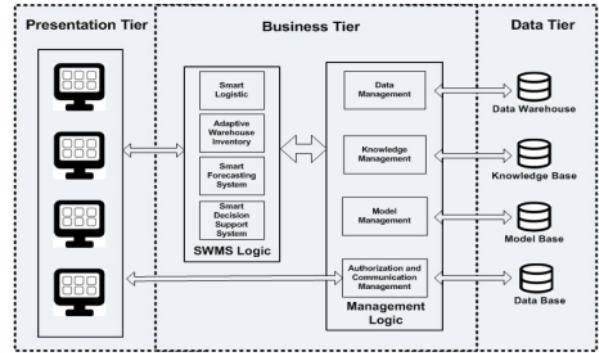 Presentation Tier
Business Tier
Data Tier
Smart
Logistic
Adaptive
Warehouse
Inventory
Smart
Forecasting
System
Smart
Decision
Support
System
SWMS Logic
Data
Management
Knowledge
Management
Model
Management
Authorization and
Communication
Management
Management
Logic
Data Warehouse
Knowledge Base
Model Base
Data Base